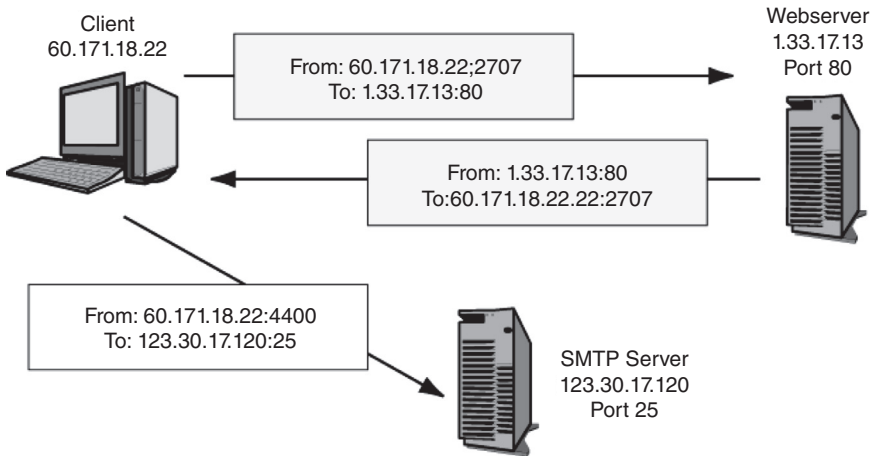 Client
60.171.18.22
From: 60.171.18.22;2707
To: 1.33.17.13:80
Webserver
1.33.17.13
Port 80
From: 1.33.17.13:80
To:60.171.18.22.22:2707
From: 60.171.18.22:4400
To: 123.30.17.120:25
SMTP Server
123.30.17.120
Port 25